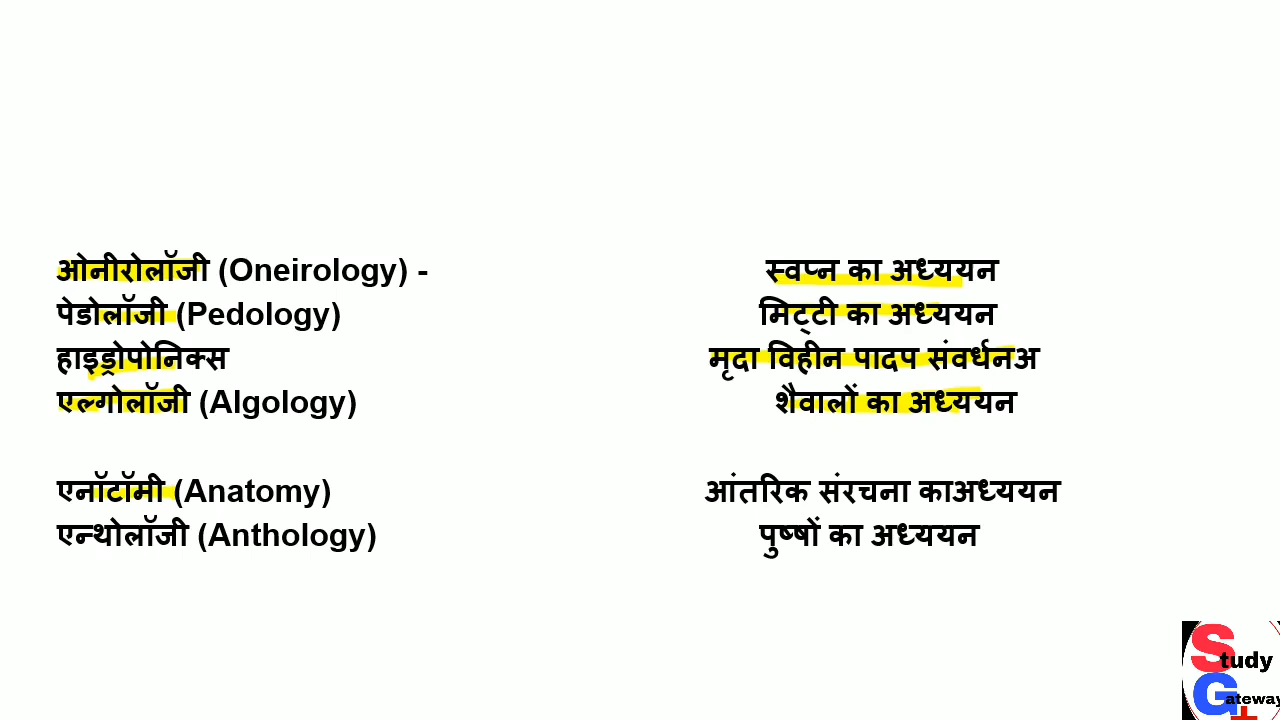 ओनीरोलॉजी (Oneirology) - स्वप्न का अध्ययन
पेडोलॉजी (Pedology) मिट्टी का अध्ययन
हाइड्रोपोनिक्स मृदा विहीन पादप संवर्धनअ
एल्गोलॉजी (Algology) शैवालों का अध्ययन
एनॉटॉमी (Anatomy) आंतरिक संरचना काअध्ययन
एन्थोलॉजी (Anthology) पुष्षों का अध्ययन
Study
Gateway